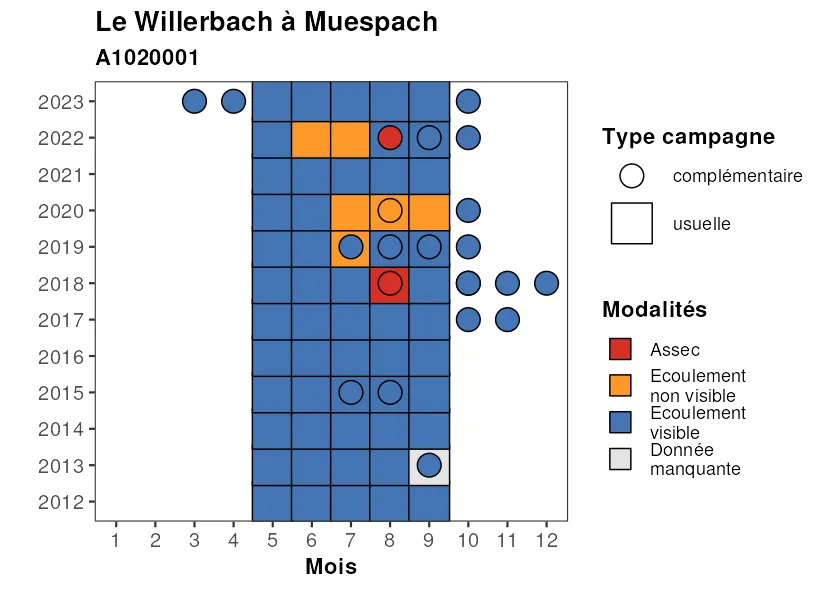 Le Willerbach à Muespach
A1020001
2023
2022
2021
2020
2019
2018
2017
2016
2015
2014
2013
2012
1 2 3 4 5 6 7 8 9 10 11 12
Mois
Type campagne
complémentaire
usuelle
Modalités
Assec
Ecoulement
non visible
Ecoulement
visible
Donnée
manquante